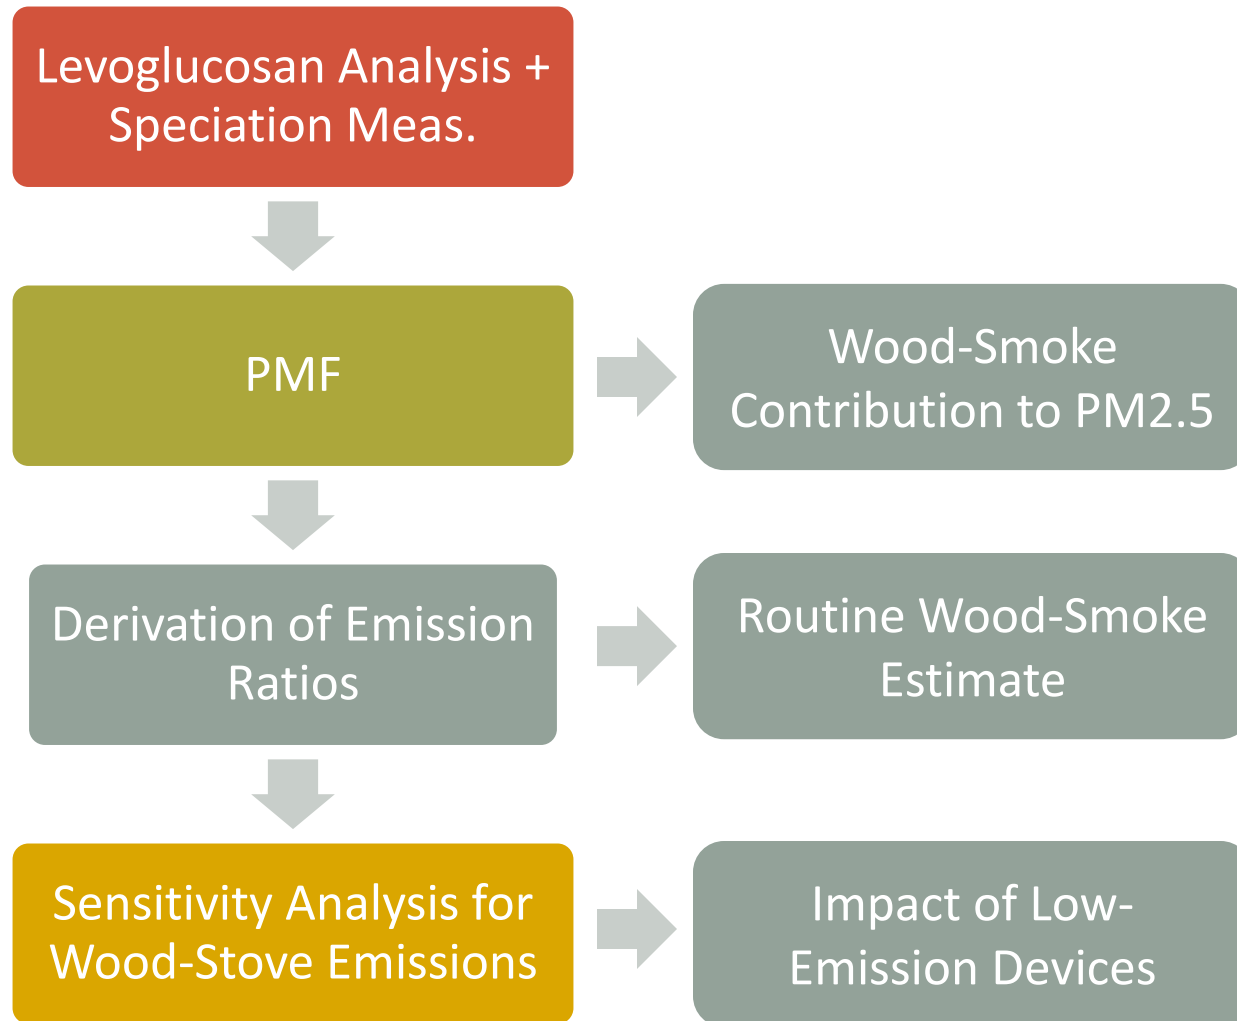 Levoglucosan Analysis +
Speciation Meas.
PMF
Wood-Smoke
Contribution to PM2.5
Derivation of Emission
Ratios
Routine Wood-Smoke
Estimate
Sensitivity Analysis for
Wood-Stove Emissions
Impact of Low-
Emission Devices